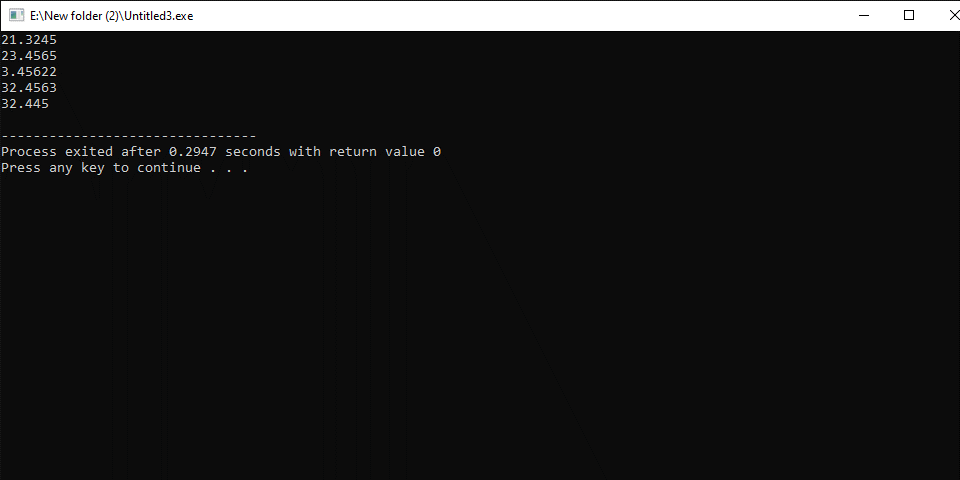 E:\New folder (2)\Untitled3.exe
21.3245
23.4565
3.45622
32.4563
32.445
--------------------------------
Process exited after 0.2947 seconds with return value 0
Press any key to continue . . .